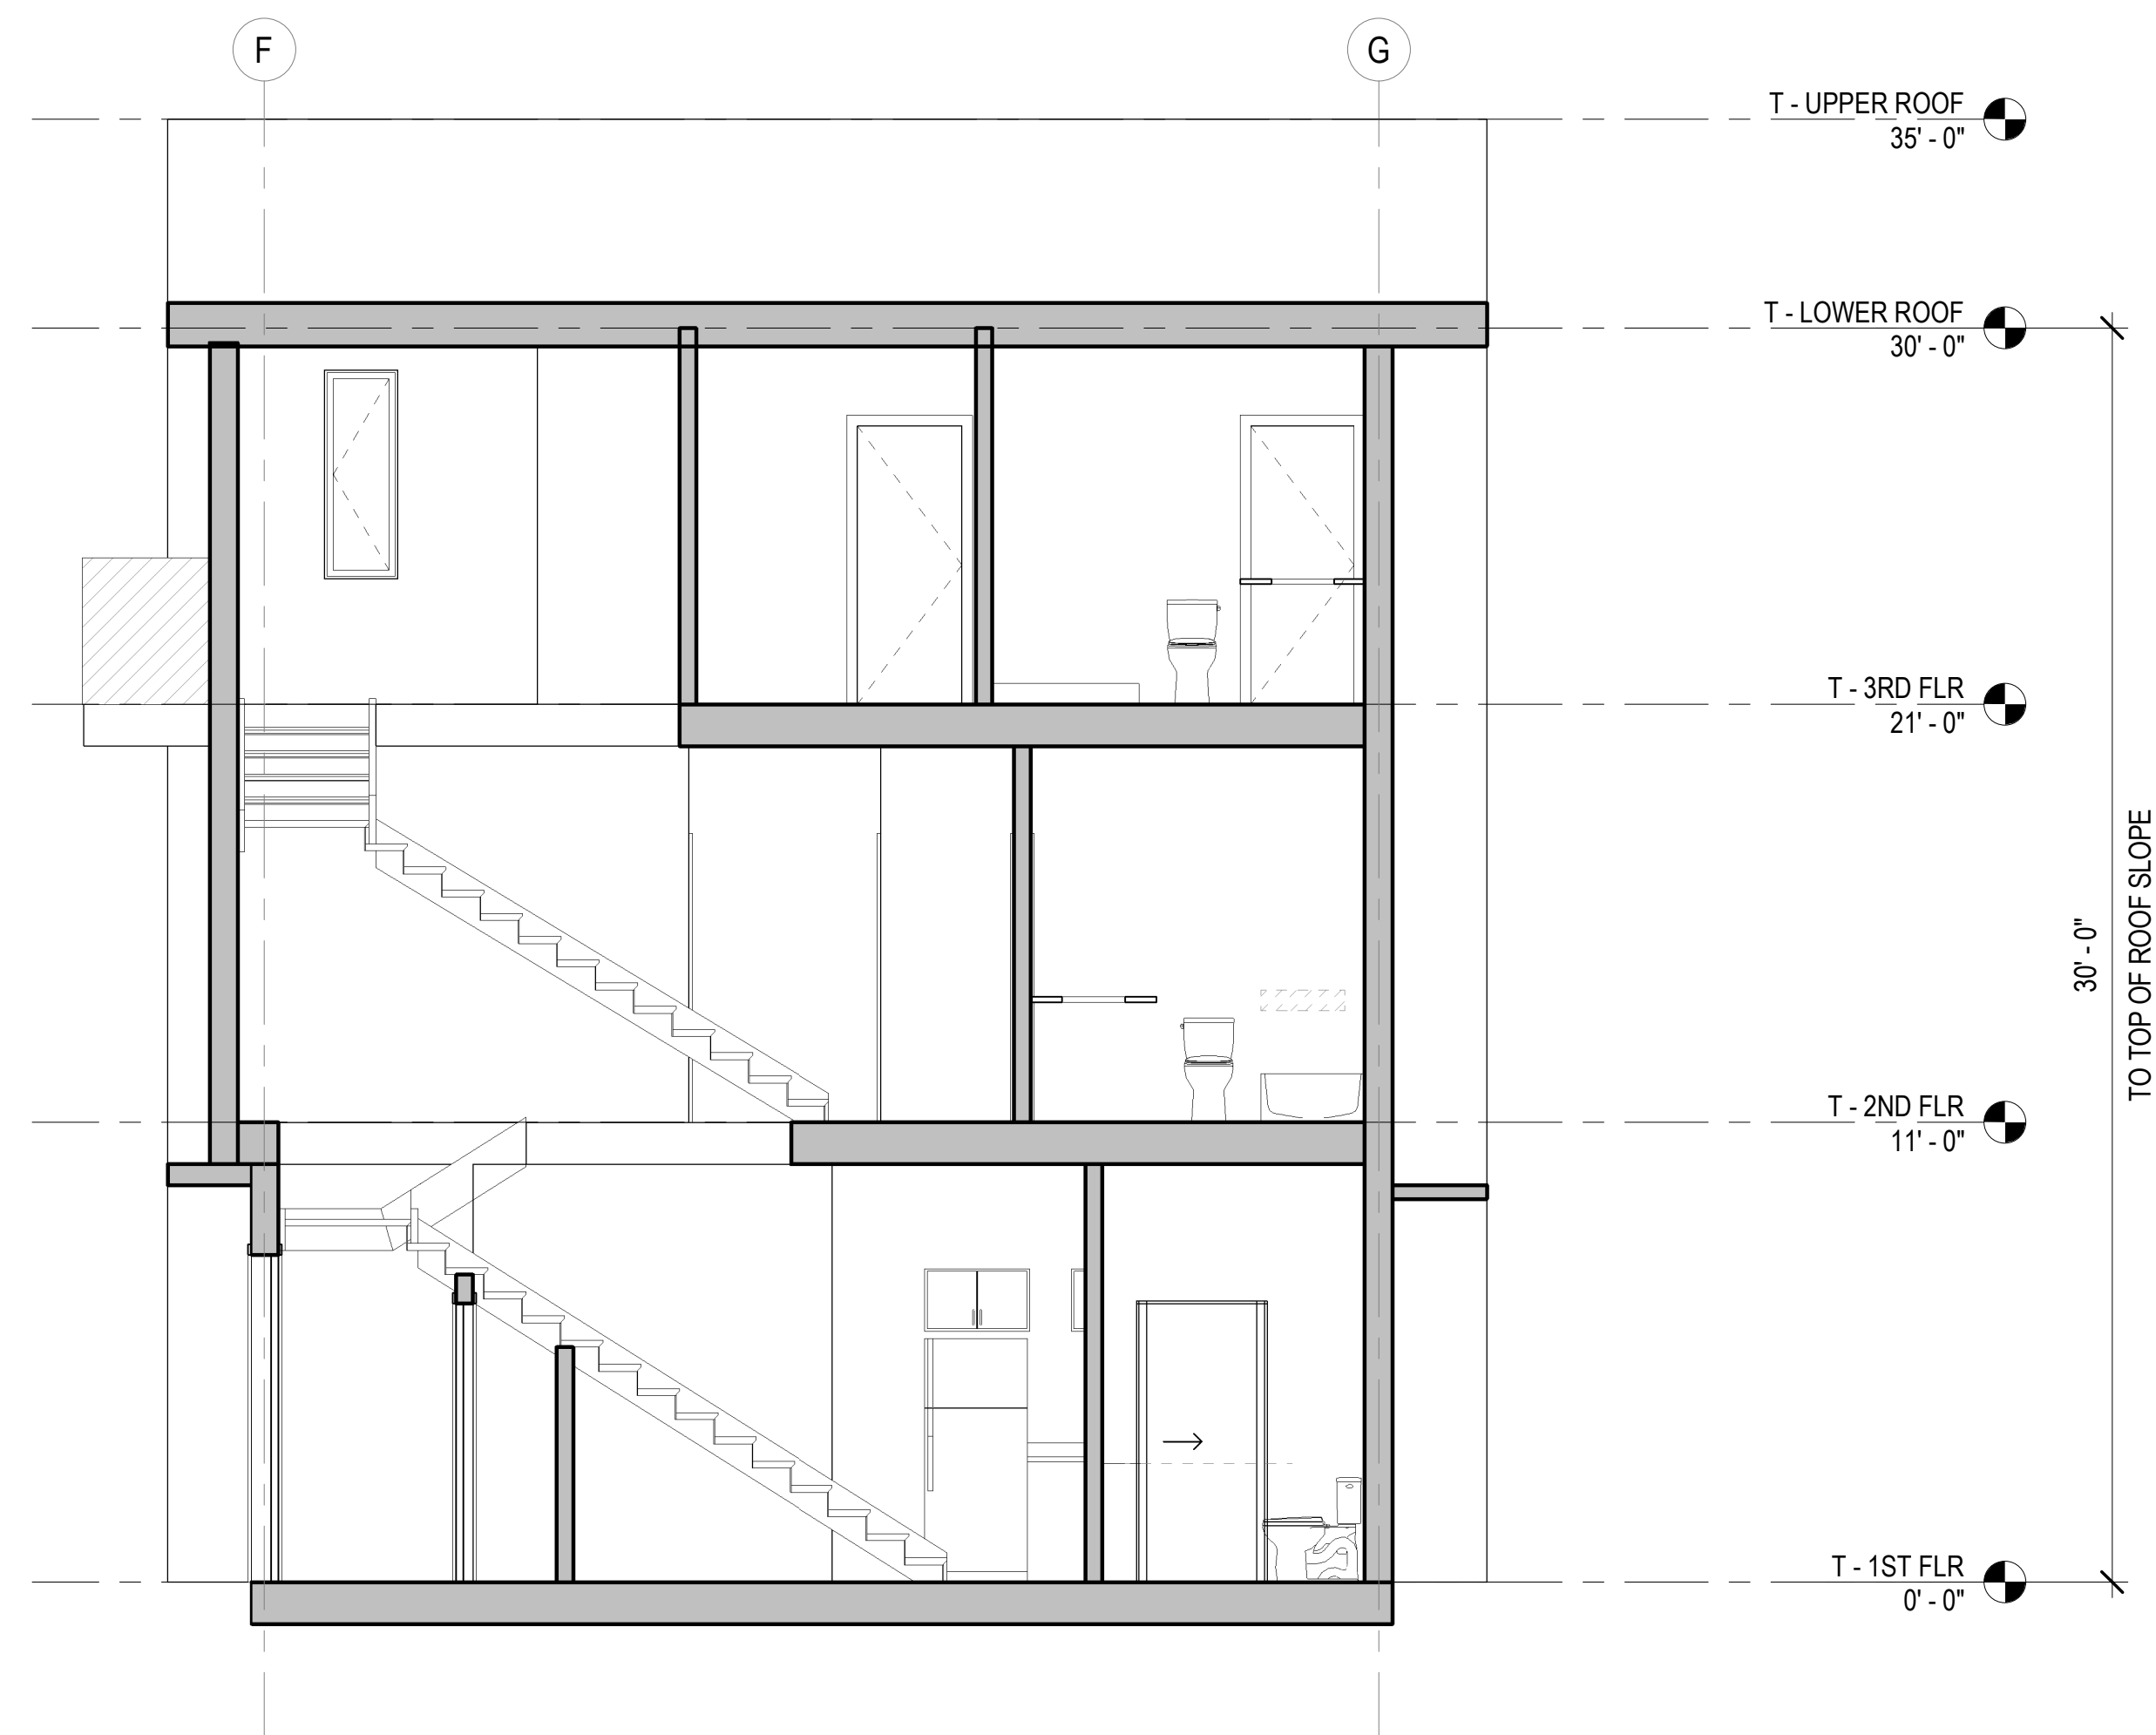 F
G
T - UPPER ROOF
35' - 0"
T - LOWER ROOF
30' - 0"
T - 3RD FLR
21' - 0"
T - 2ND FLR
11' - 0"
T - 1ST FLR
0' - 0"
30' - 0"
TO TOP OF ROOF SLOPE